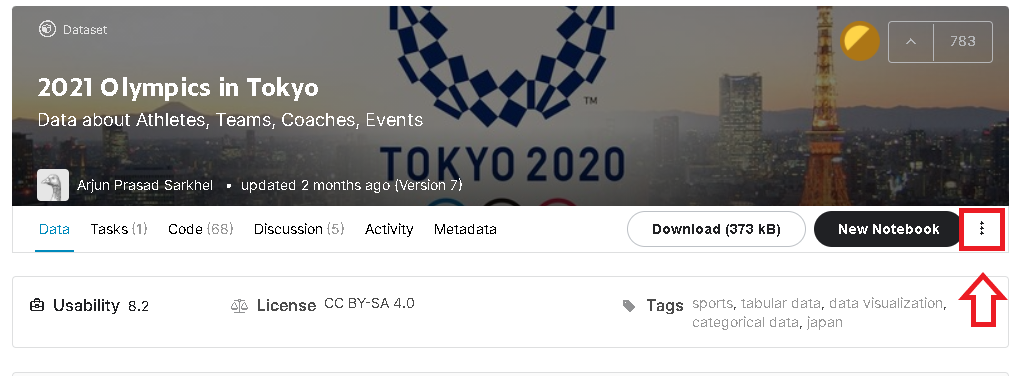 Dataset
783
2021 Olympics in Tokyo
Data about Athletes, Teams, Coaches, Events
TM
TOKYO 2020
Arjun Prasad Sarkhel • updated 2 months ago (Version 7)
Data Tasks (1) Code (68) Discussion (5) Activity Metadata Download (373 kB) New Notebook
Usability 8.2 License CC BY-SA 4.0 Tags sports, tabular data, data visualization,
categorical data, japan